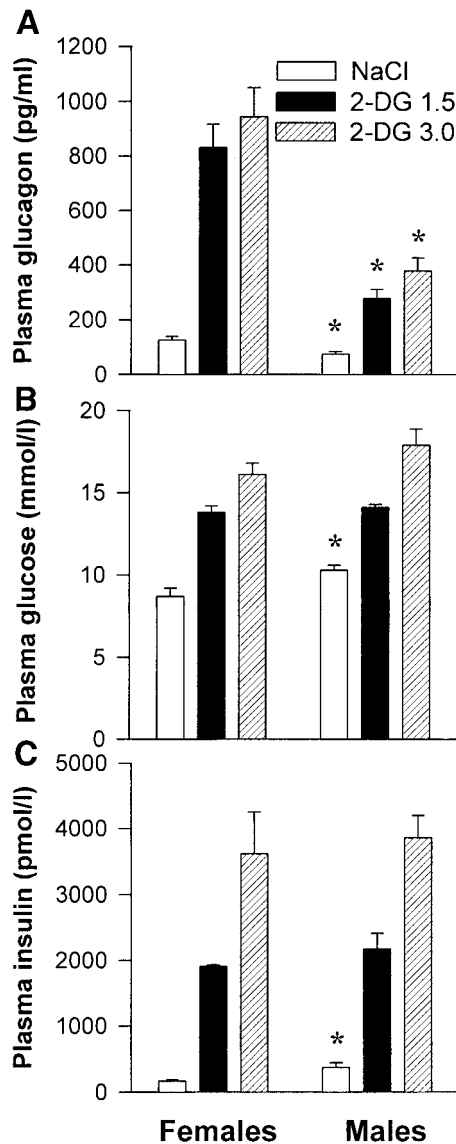 A
Plasma glucagon (pg/ml)
1200
1000
800
600
400
200
0
NaCl
2-DG 1.5
2-DG 3.0
*
*
*
B
Plasma glucose (mmol/l)
20
15
10
5
0
*
C
Plasma insulin (pmol/l)
5000
4000
3000
2000
1000
0
*
Females Males